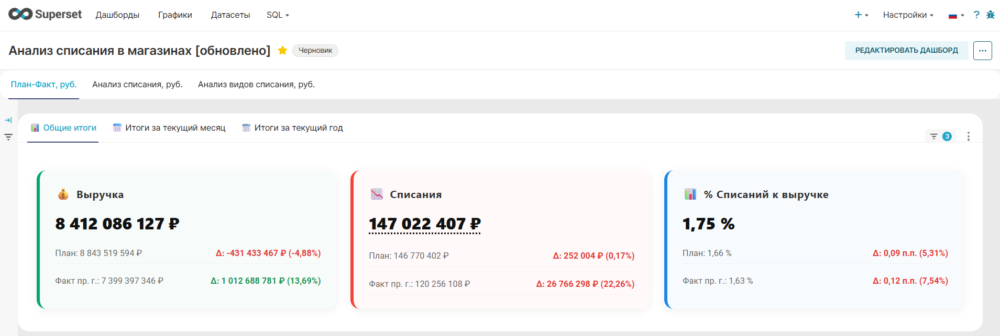 Superset Дашборды Графики Датасеты SQL + Настройки ?
Анализ списания в магазинах [обновлено] Черновик РЕДАКТИРОВАТЬ ДАШБОРД ...
План-Факт, руб. Анализ списания, руб. Анализ видов списания, руб.
Общие итоги Итоги за текущий месяц Итоги за текущий год 3
Выручка
8 412 086 127 ₽
План: 8 843 519 594 ₽ Δ: -431 433 467 ₽ (-4,88%)
Факт пр. г.: 7 399 397 346 ₽ Δ: 1 012 688 781 ₽ (13,69%)
Списания
147 022 407 ₽
План: 146 770 402 ₽ Δ: 252 004 ₽ (0,17%)
Факт пр. г.: 120 256 108 ₽ Δ: 26 766 298 ₽ (22,26%)
% Списаний к выручке
1,75 %
План: 1,66 % Δ: 0,09 п.п. (5,31%)
Факт пр. г.: 1,63 % Δ: 0,12 п.п. (7,54%)